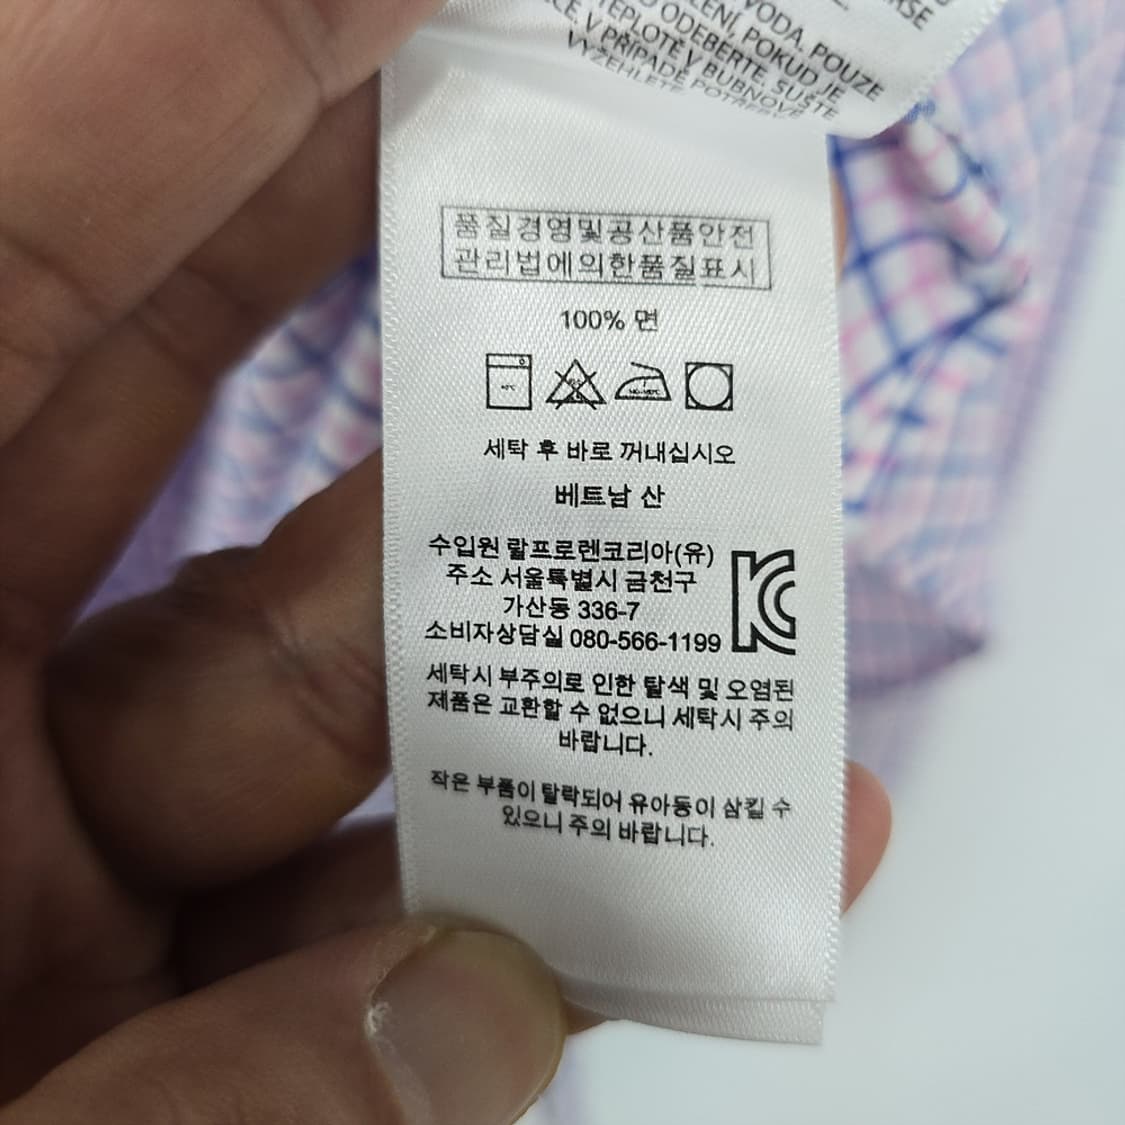 VODA, POUZE
LENÍ, POKUD JE
ODEBERTE, SUŠTE
TEPLOTĚ V BUBNOVÉ
V PŘÍPADĚ POTŘEBY
VYŽEHLETE
품질경영및공산품안전
관리법에의한품질표시
100% 면
세탁 후 바로 꺼내십시오
베트남 산
수입원 랄프로렌코리아(유)
주소 서울특별시 금천구
가산동 336-7
소비자상담실 080-566-1199
세탁시 부주의로 인한 탈색 및 오염된
제품은 교환할 수 없으니 세탁시 주의
바랍니다.
작은 부품이 탈락되어 유아동이 삼킬 수
있으니 주의 바랍니다.